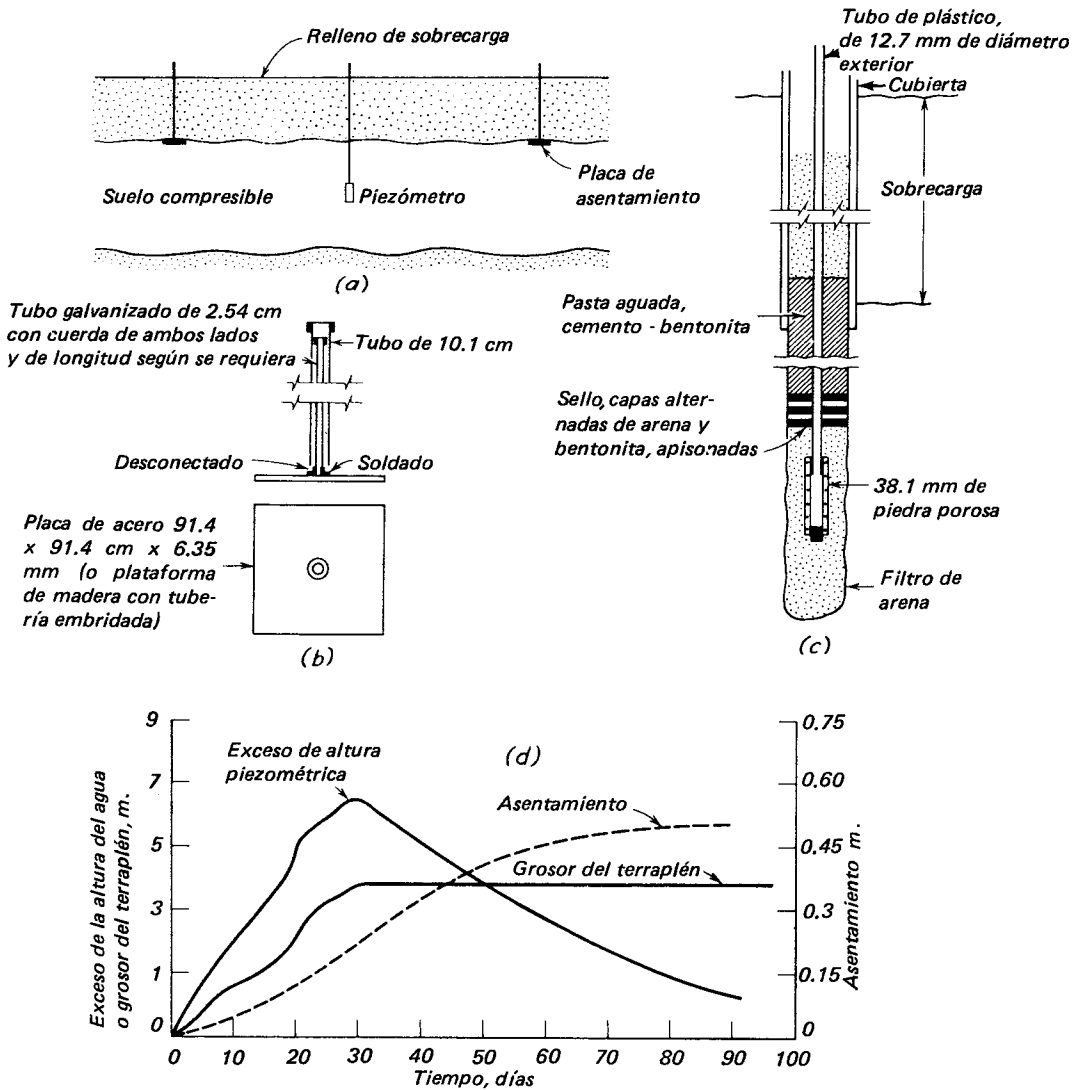 Relleno de sobrecarga
Placa de
asentamiento
Suelo compresible
Piezómetro
(a)
Tubo galvanizado de 2.54 cm
con cuerda de ambos lados
y de longitud según se requiera
Tubo de 10.1 cm
Desconectado
Soldado
Placa de acero 91.4
x 91.4 cm x 6.35
mm (o plataforma
de madera con tube-
ría embridada)
(b)
Tubo de plástico,
de 12.7 mm de diámetro
exterior
Cubierta
Sobrecarga
Pasta aguada,
cemento - bentonita
Sello, capas alter-
nadas de arena y
bentonita, apisonadas
38.1 mm de
piedra porosa
Filtro de
arena
(c)
(d)
Exceso de la altura del agua
o grosor del terraplén, m.
9
7
5
3
1
0
Exceso de altura
piezométrica
Asentamiento
Grosor del terraplén
0.75
0.60
0.45
0.3
0.15
0
Asentamiento m.
0 10 20 30 40 50 60 70 80 90 100
Tiempo, días